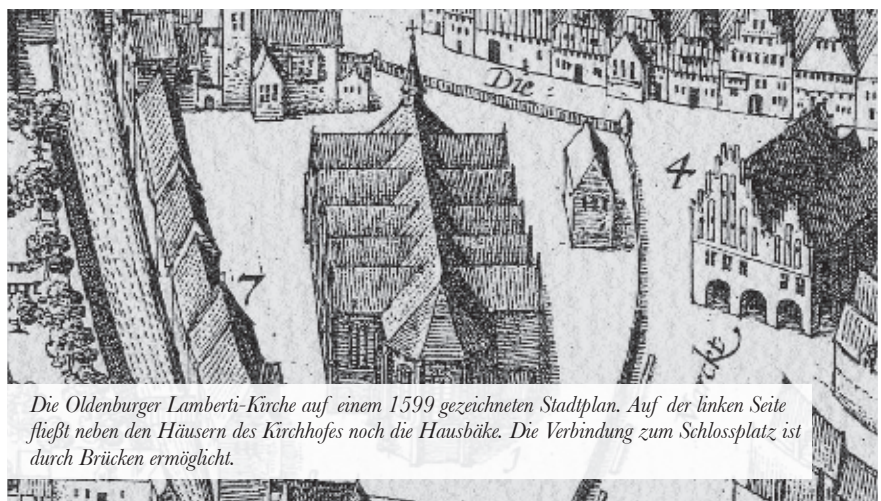 Die
4
7
rckt
Die Oldenburger Lamberti-Kirche auf einem 1599 gezeichneten Stadtplan. Auf der linken Seite
fließt neben den Häusern des Kirchhofes noch die Hausbäke. Die Verbindung zum Schlossplatz ist
durch Brücken ermöglicht.